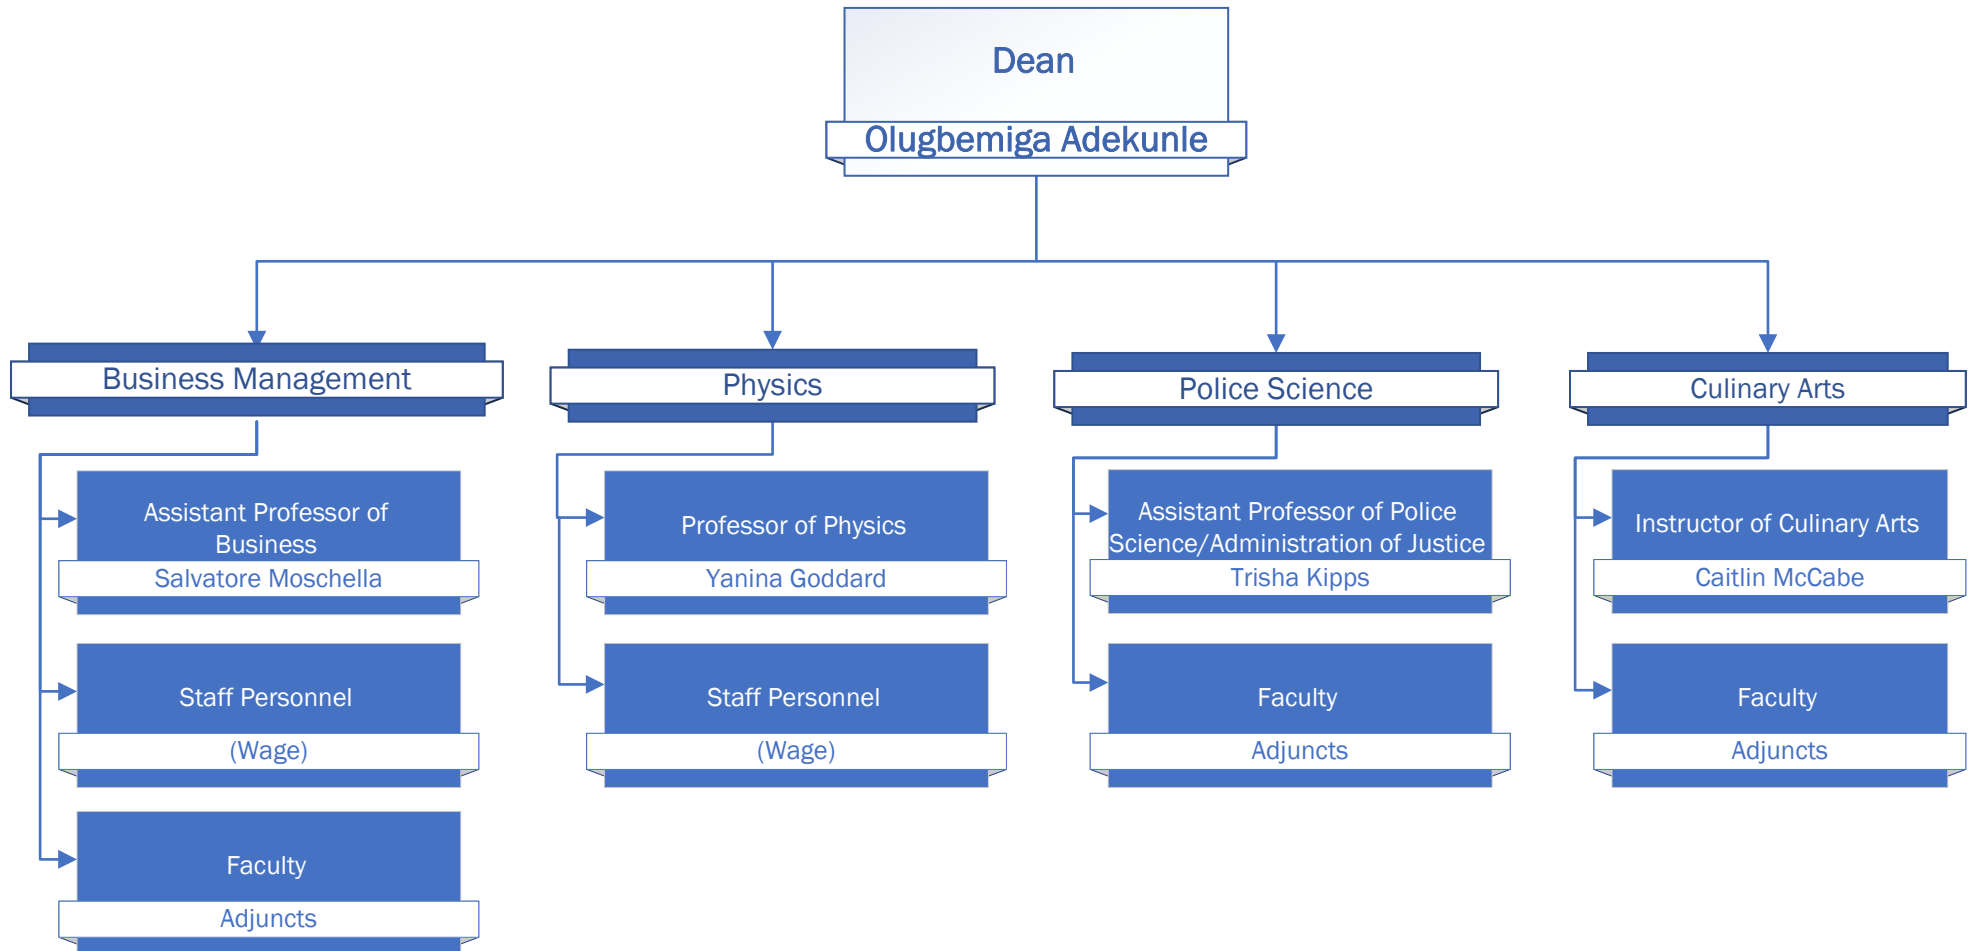 Dean
Olugbemiga Adekunle
Business Management
Physics
Police Science
Culinary Arts
Assistant Professor of
Business
Salvatore Moschella
Professor of Physics
Yanina Goddard
Assistant Professor of Police
Science/Administration of Justice
Trisha Kipps
Instructor of Culinary Arts
Caitlin McCabe
Staff Personnel
(Wage)
Staff Personnel
(Wage)
Faculty
Adjuncts
Faculty
Adjuncts
Faculty
Adjuncts